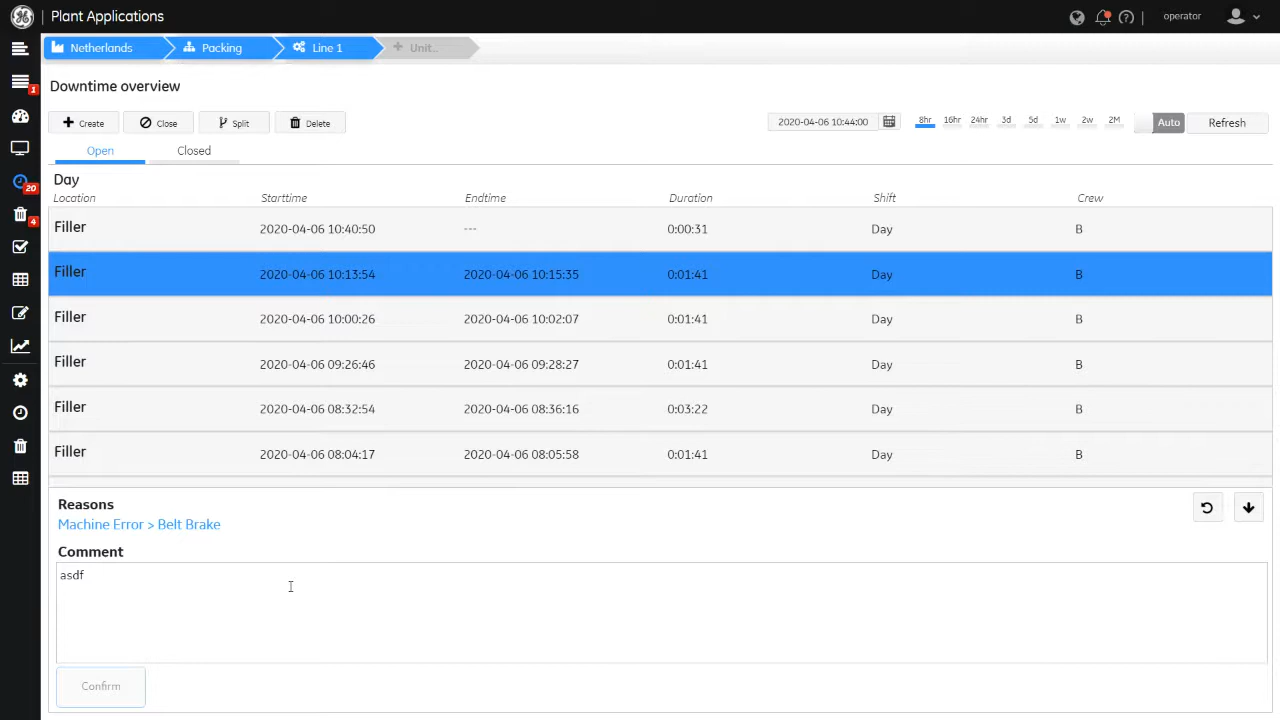 Plant Applications
operator
Netherlands
Packing
Line 1
Unit..
1
20
4
Downtime overview
Create
Close
Split
Delete
2020-04-06 10:44:00
8hr 16hr 24hr 3d 5d 1w 2w 2M
Auto
Refresh
Open
Closed
Day
Location Starttime Endtime Duration Shift Crew
Filler 2020-04-06 10:40:50 --- 0:00:31 Day B
Filler 2020-04-06 10:13:54 2020-04-06 10:15:35 0:01:41 Day B
Filler 2020-04-06 10:00:26 2020-04-06 10:02:07 0:01:41 Day B
Filler 2020-04-06 09:26:46 2020-04-06 09:28:27 0:01:41 Day B
Filler 2020-04-06 08:32:54 2020-04-06 08:36:16 0:03:22 Day B
Filler 2020-04-06 08:04:17 2020-04-06 08:05:58 0:01:41 Day B
Reasons
Machine Error > Belt Brake
Comment
asdf
Confirm